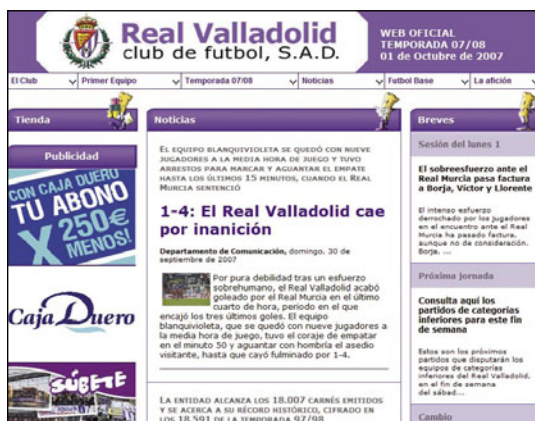 Real Valladolid
club de futbol, S.A.D.
WEB OFICIAL
TEMPORADA 07/08
01 de Octubre de 2007
El Club
Primer Equipo
Temporada 07/08
Noticias
Futbol Base
La afición
Tienda
Publicidad
CON CAJA DUERO
TU ABONO
X 250€
MENOS!
Caja Duero
SÚBETE
Noticias
EL EQUIPO BLANQUIVIOLETA SE QUEDÓ CON NUEVE
JUGADORES A LA MEDIA HORA DE JUEGO Y TUVO
ARRESTOS PARA MARCAR Y AGUANTAR EL EMPATE
HASTA LOS ÚLTIMOS 15 MINUTOS, CUANDO EL REAL
MURCIA SENTENCIÓ
1-4: El Real Valladolid cae
por inanición
Departamento de Comunicación, domingo, 30 de
septiembre de 2007
Por pura debilidad tras un esfuerzo
sobrehumano, el Real Valladolid acabó
goleado por el Real Murcia en el último
cuarto de hora, periodo en el que
encajó los tres últimos goles. El equipo
blanquivioleta, que se quedó con nueve jugadores a
la media hora de juego, tuvo el coraje de empatar
en el minuto 50 y aguantar con hombría el asedio
visitante, hasta que cayó fulminado por 1-4.
LA ENTIDAD ALCANZA LOS 18.007 CARNÉS EMITIDOS
Y SE ACERCA A SU RÉCORD HISTÓRICO, CIFRADO EN
LOS 18.591 DE LA TEMPORADA 97/98
Breves
Sesión del lunes 1
El sobreesfuerzo ante el
Real Murcia pasa factura
a Borja, Víctor y Llorente
El intenso esfuerzo
derrochado por los jugadores
en el encuentro ante el Real
Murcia ha pasado factura,
aunque no de consideración.
Borja, ...
Próxima jornada
Consulta aquí los
partidos de categorías
inferiores para este fin
de semana
Estos son los próximos
partidos que disputarán los
equipos de categorías
inferiores del Real Valladolid.
en el fin de semana
del sábad...
Cambio